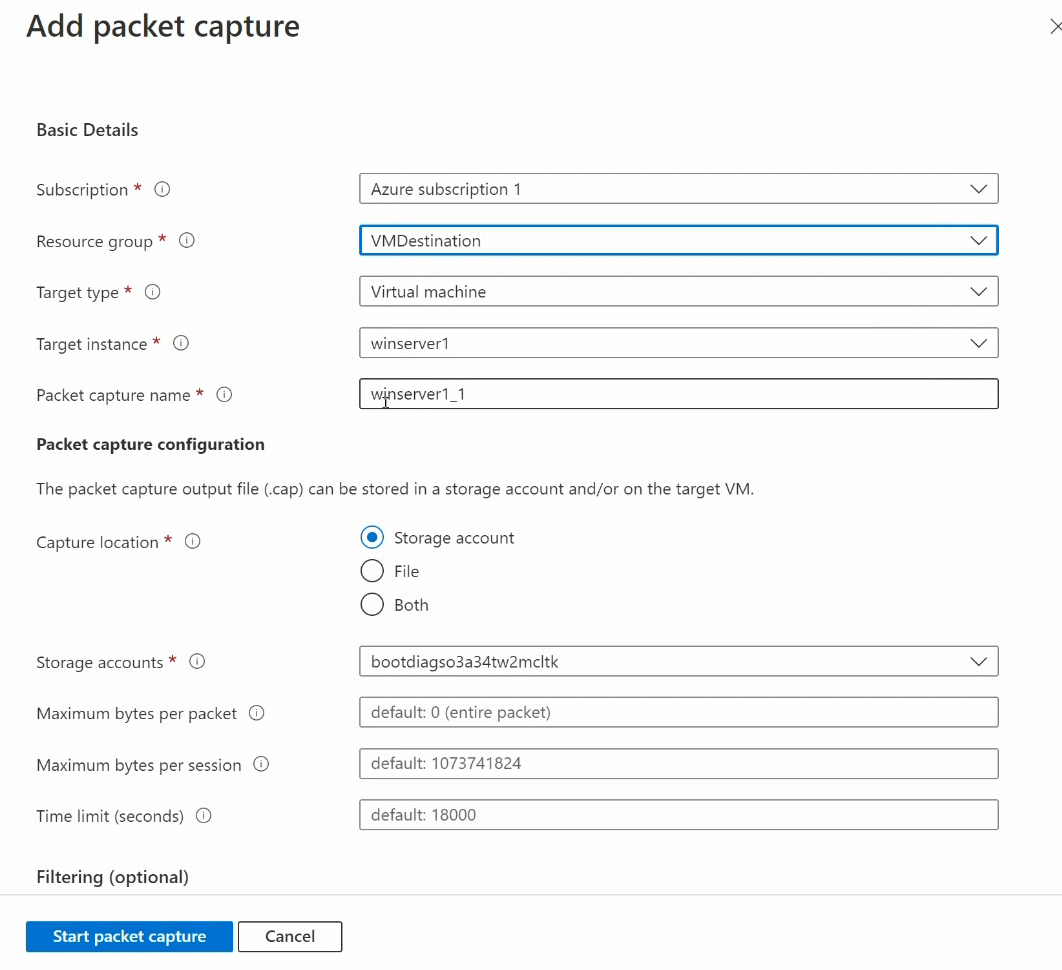 Add packet capture
Basic Details
Subscription * Azure subscription 1
Resource group * VMDestination
Target type * Virtual machine
Target instance * winserver1
Packet capture name * winserver1_1
Packet capture configuration
The packet capture output file (.cap) can be stored in a storage account and/or on the target VM.
Capture location * Storage account
File
Both
Storage accounts * bootdiagso3a34tw2mcltk
Maximum bytes per packet default: 0 (entire packet)
Maximum bytes per session default: 1073741824
Time limit (seconds) default: 18000
Filtering (optional)
Start packet capture Cancel